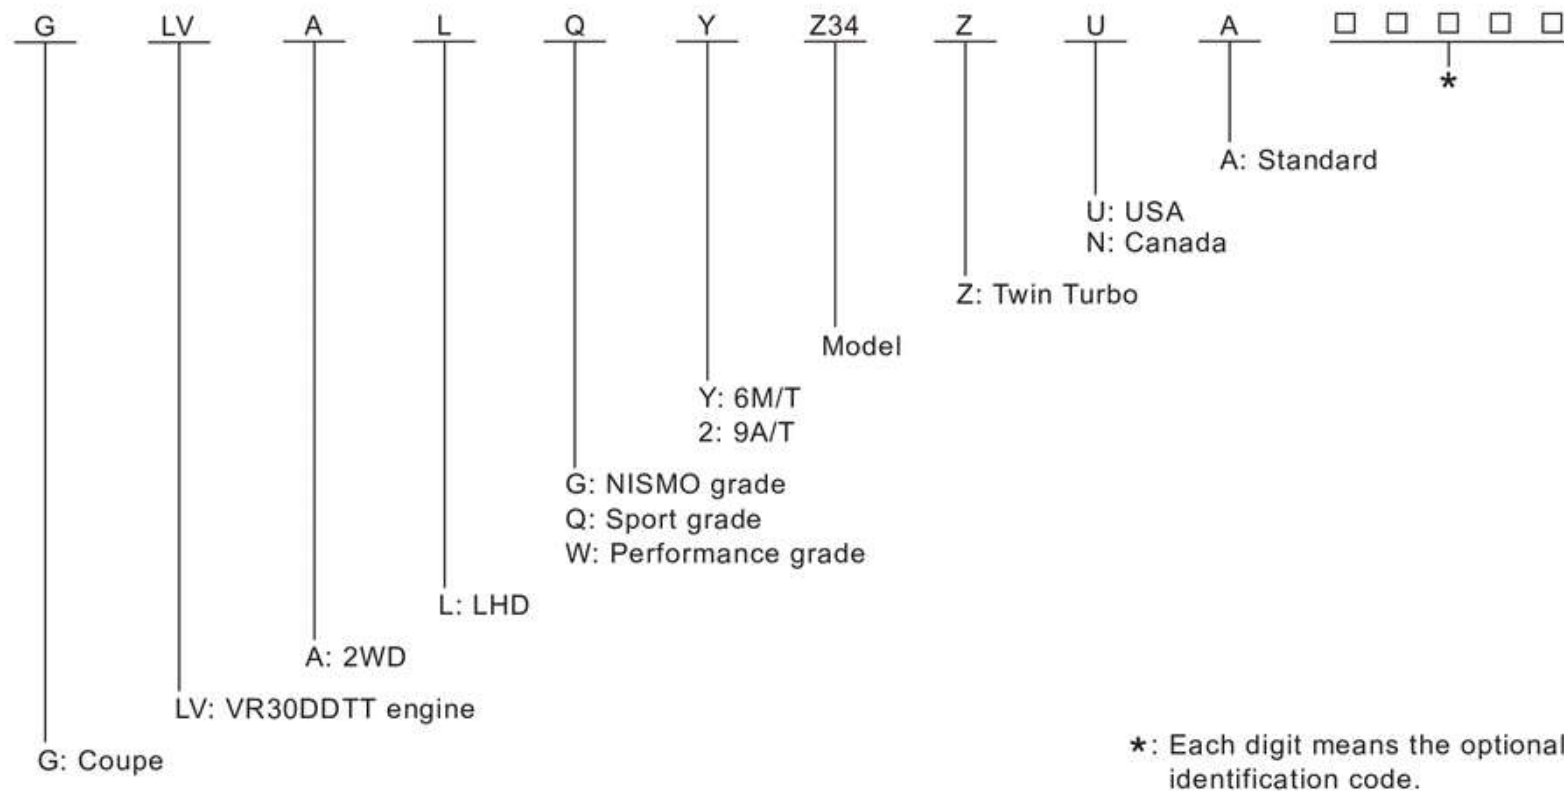 G LV A L Q Y Z34 Z U A □ □ □ □ □
*
A: Standard
U: USA
N: Canada
Z: Twin Turbo
Model
Y: 6M/T
2: 9A/T
G: NISMO grade
Q: Sport grade
W: Performance grade
L: LHD
A: 2WD
LV: VR30DDTT engine
G: Coupe
*: Each digit means the optional
identification code.